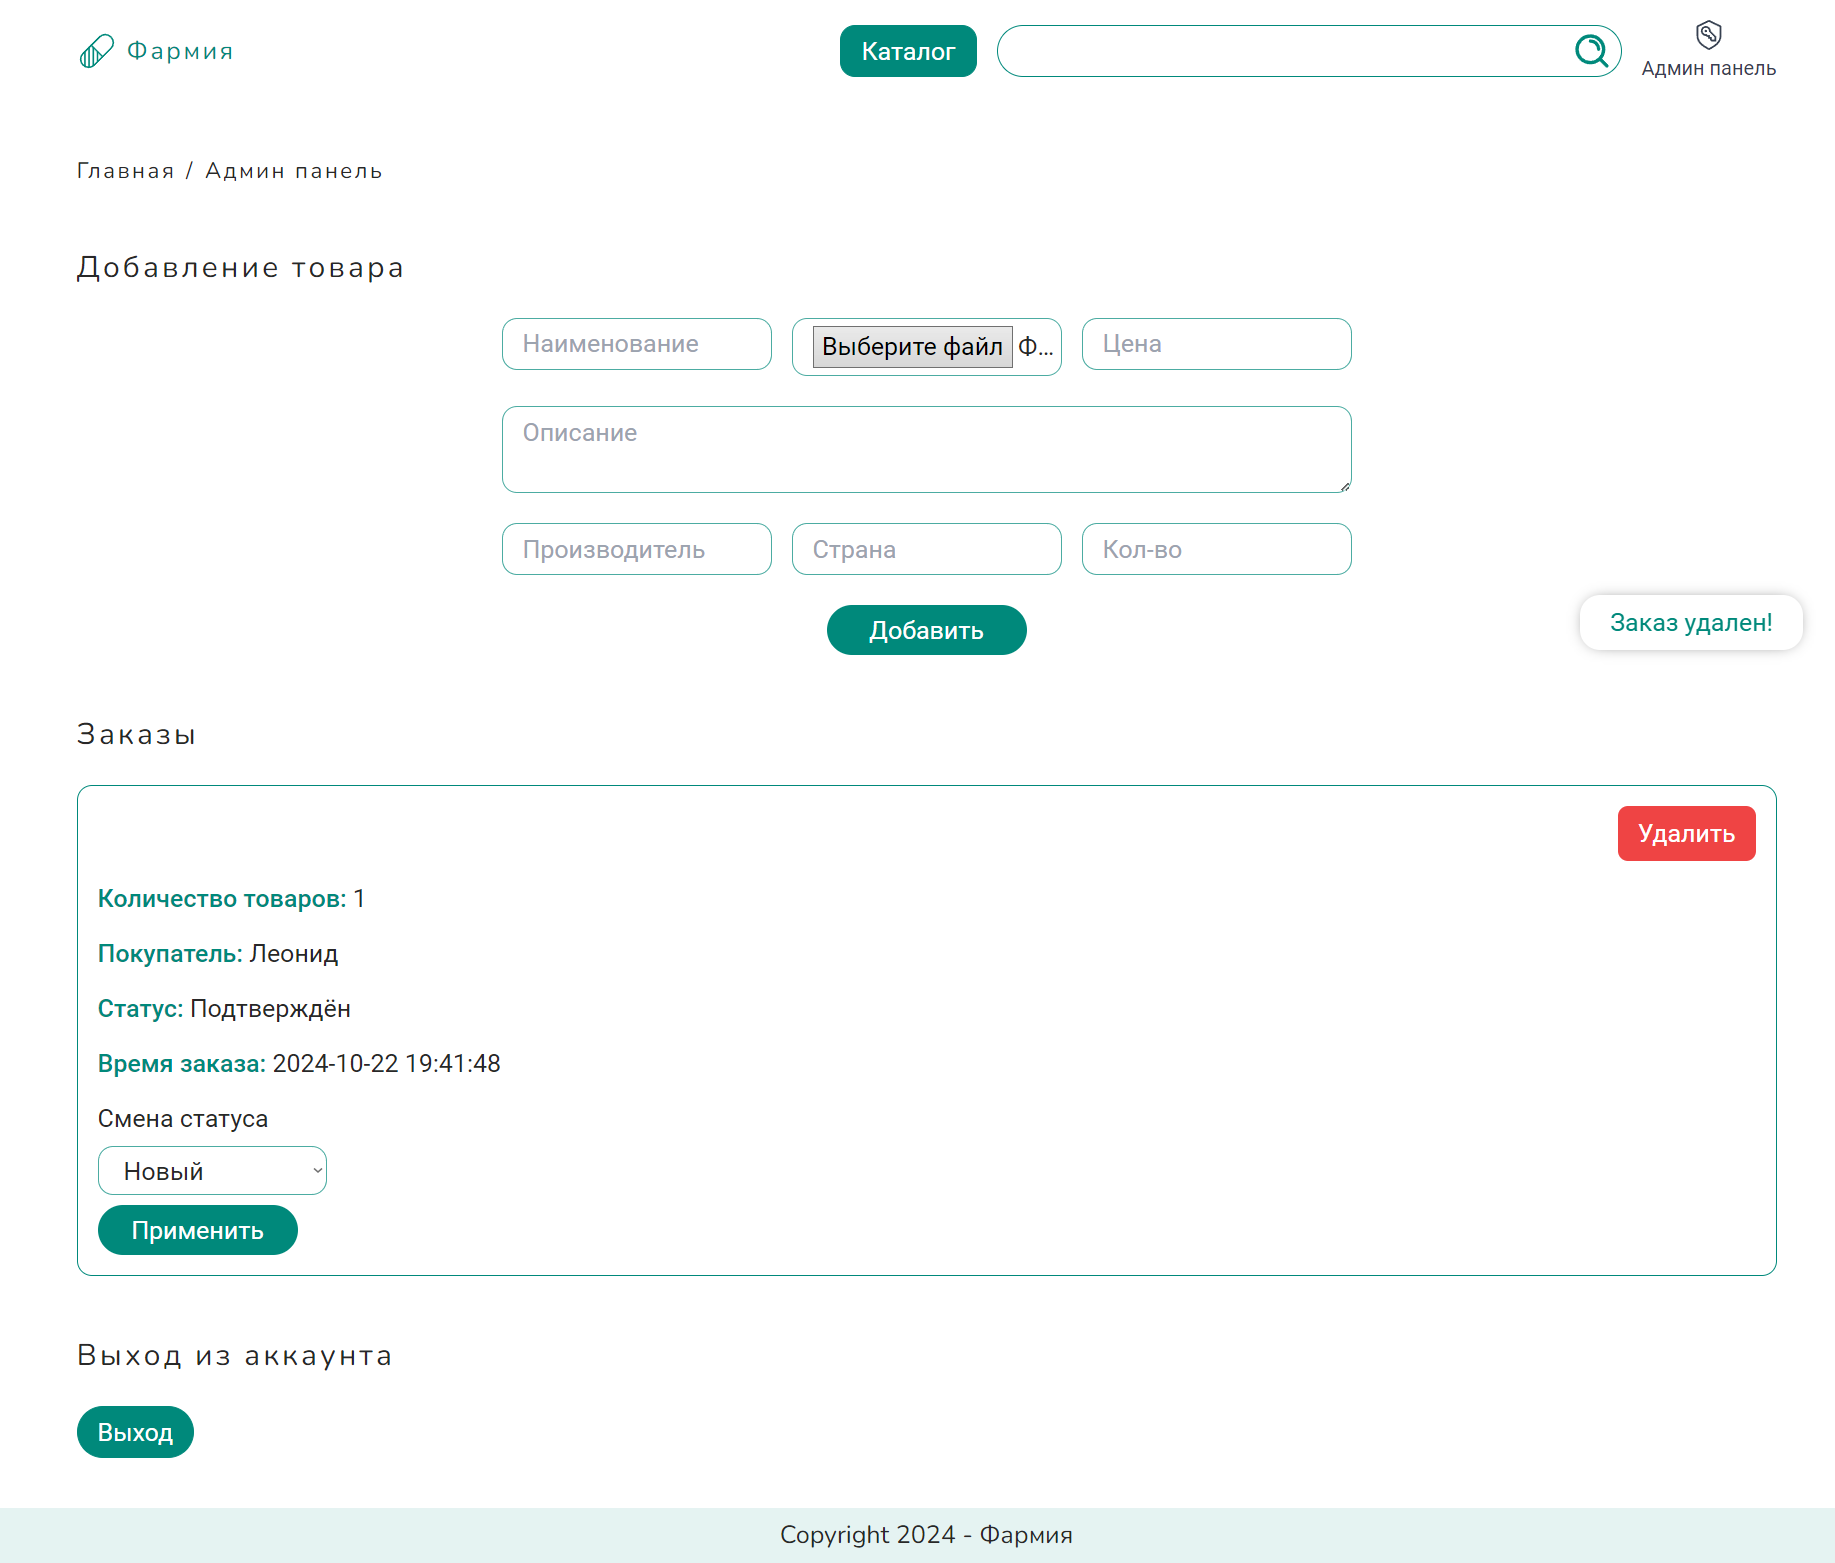 Фармия
Каталог
Админ панель
Главная / Админ панель
Добавление товара
Наименование
Выберите файл Ф...
Цена
Описание
Производитель
Страна
Кол-во
Добавить
Заказ удален!
Заказы
Удалить
Количество товаров: 1
Покупатель: Леонид
Статус: Подтверждён
Время заказа: 2024-10-22 19:41:48
Смена статуса
Новый
Применить
Выход из аккаунта
Выход
Copyright 2024 - Фармия